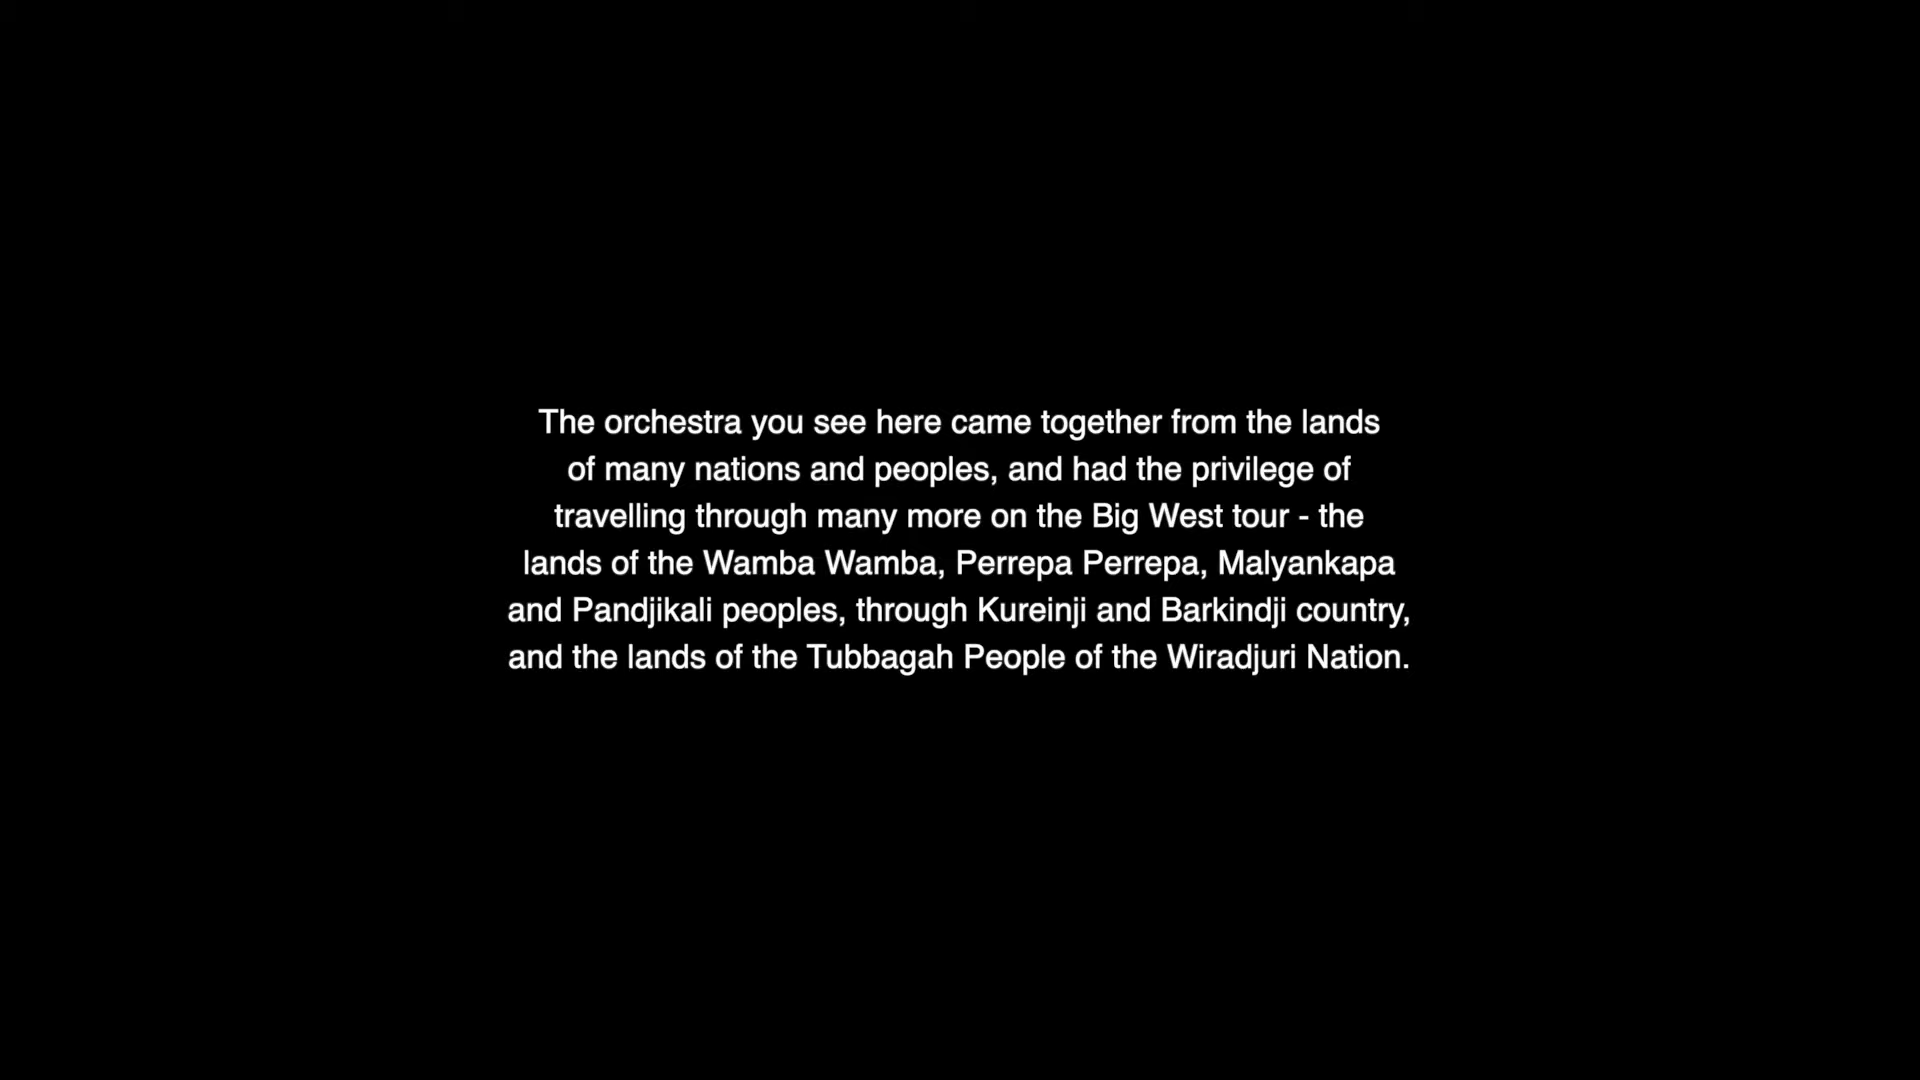 The orchestra you see here came together from the lands
of many nations and peoples, and had the privilege of
travelling through many more on the Big West tour - the
lands of the Wamba Wamba, Perrepa Perrepa, Malyankapa
and Pandjikali peoples, through Kureinji and Barkindji country,
and the lands of the Tubbagah People of the Wiradjuri Nation.